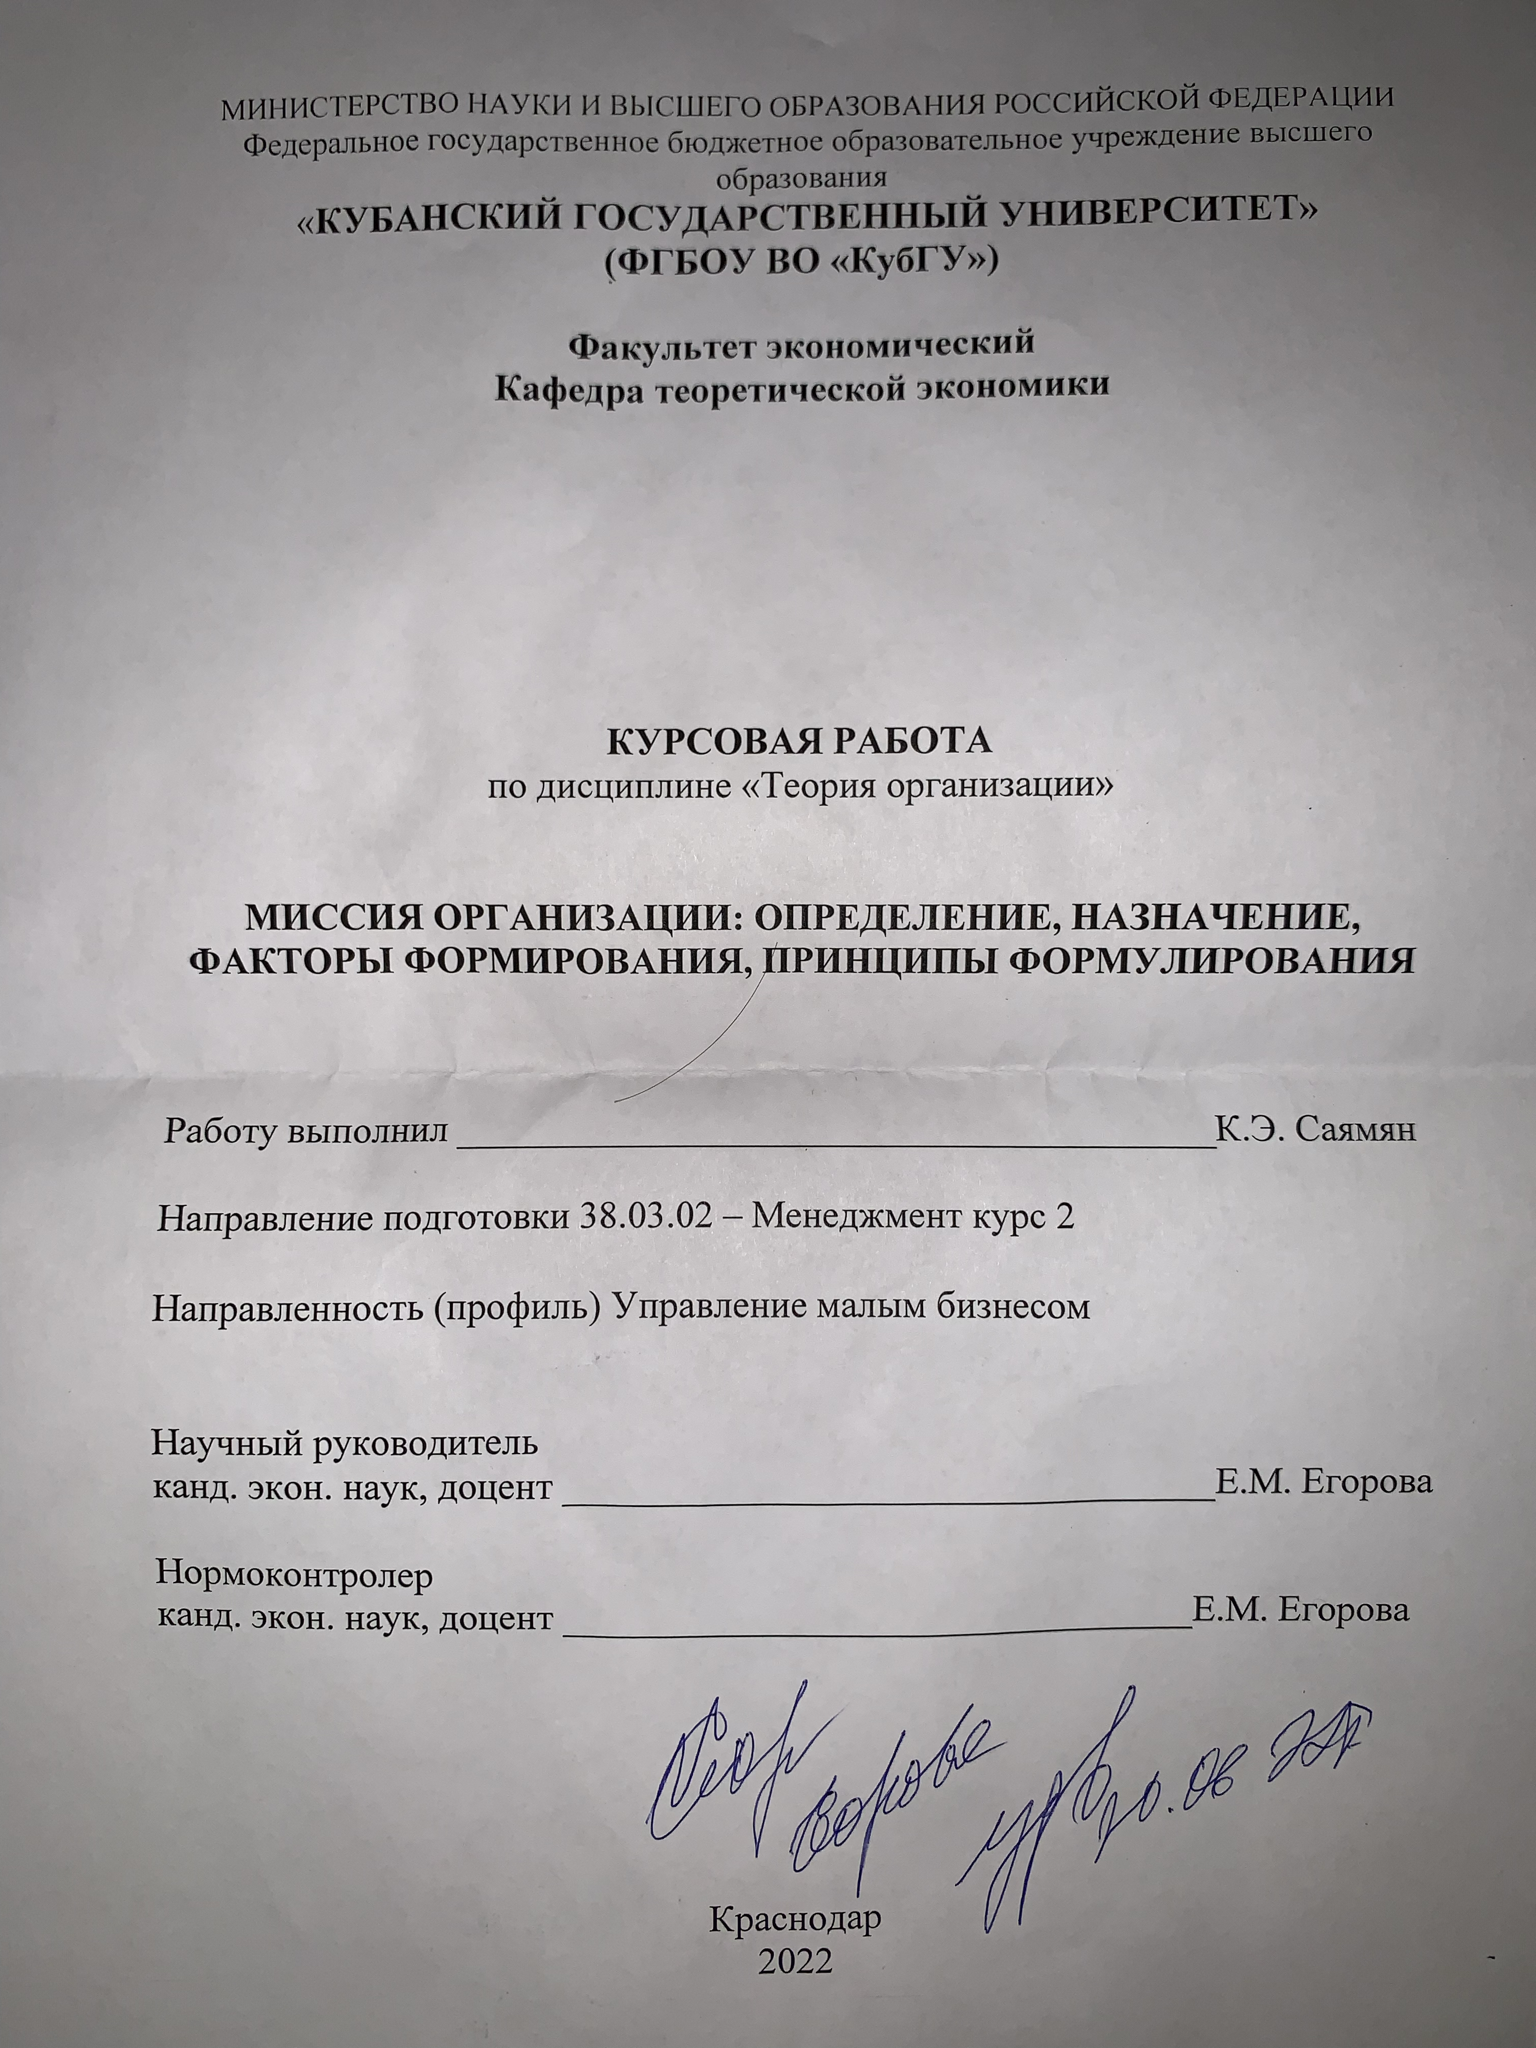 МИНИСТЕРСТВО НАУКИ И ВЫСШЕГО ОБРАЗОВАНИЯ РОССИЙСКОЙ ФЕДЕРАЦИИ
Федеральное государственное бюджетное образовательное учреждение высшего
образования
«КУБАНСКИЙ ГОСУДАРСТВЕННЫЙ УНИВЕРСИТЕТ»
(ФГБОУ ВО «КубГУ»)
Факультет экономический
Кафедра теоретической экономики
КУРСОВАЯ РАБОТА
по дисциплине «Теория организации»
МИССИЯ ОРГАНИЗАЦИИ: ОПРЕДЕЛЕНИЕ, НАЗНАЧЕНИЕ,
ФАКТОРЫ ФОРМИРОВАНИЯ, ПРИНЦИПЫ ФОРМУЛИРОВАНИЯ
Работу выполнил К.Э. Саямян
Направление подготовки 38.03.02 – Менеджмент курс 2
Направленность (профиль) Управление малым бизнесом
Научный руководитель
канд. экон. наук, доцент Е.М. Егорова
Нормоконтролер
канд. экон. наук, доцент Е.М. Егорова
Краснодар
2022